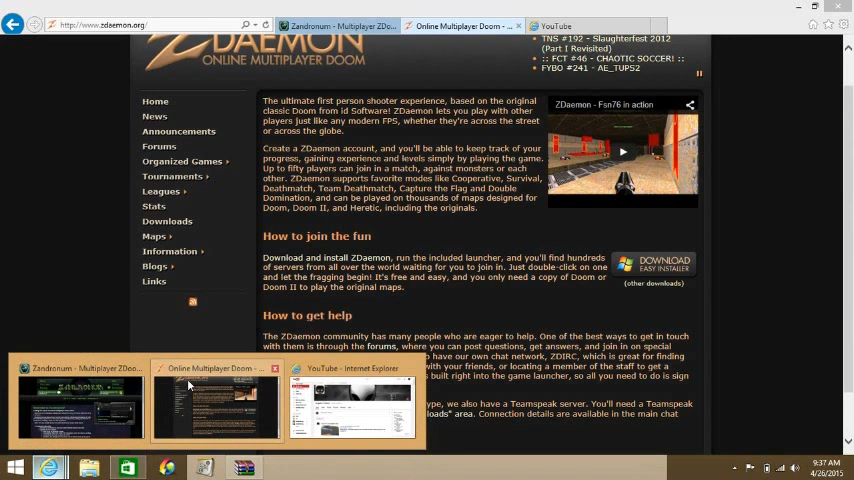 http://www.zdaemon.org/
Zandronum - Multiplayer ZDo...
Online Multiplayer Doom - ...
YouTube
ZDAEMON
ONLINE MULTIPLAYER DOOM
TNS #192 - Slaughterfest 2012
(Part I Revisited)
:: FCT #46 - CHAOTIC SOCCER! ::
FYBO #241 - AE_TUPS2
Home
News
Announcements
Forums
Organized Games
Tournaments
Leagues
Stats
Downloads
Maps
Information
Blogs
Links
The ultimate first person shooter experience, based on the original
classic Doom from id Software! ZDaemon lets you play with other
players just like any modern FPS, whether they're across the street
or across the globe.
Create a ZDaemon account, and you'll be able to keep track of your
progress, gaining experience and levels simply by playing the game.
Up to fifty players can join in a match, against monsters or each
other. ZDaemon supports favorite modes like Cooperative, Survival,
Deathmatch, Team Deathmatch, Capture the Flag and Double
Domination, and can be played on thousands of maps designed for
Doom, Doom II, and Heretic, including the originals.
ZDaemon - Fsn76 in action
How to join the fun
Download and install ZDaemon, run the included launcher, and you'll find hundreds
of servers from all over the world waiting for you to join in. Just double-click on one
and let the fragging begin! It's free and easy, and you only need a copy of Doom or
Doom II to play the original maps.
DOWNLOAD
EASY INSTALLER
(other downloads)
How to get help
The ZDaemon community has many people who are eager to help. One of the best ways to get in touch
with them is through the forums, where you can post questions, get answers, and join in on special
to have our own chat network, ZDIRC, which is great for finding
with your friends, or locating a member of the staff to get a
s built right into the game launcher, so all you need to do is sign
type, we also have a Teamspeak server. You'll need a Teamspeak
loads" area. Connection details are available in the main chat
Zandronum - Multiplayer ZDoo...
Online Multiplayer Doom - ...
YouTube - Internet Explorer
9:37 AM
4/26/2015